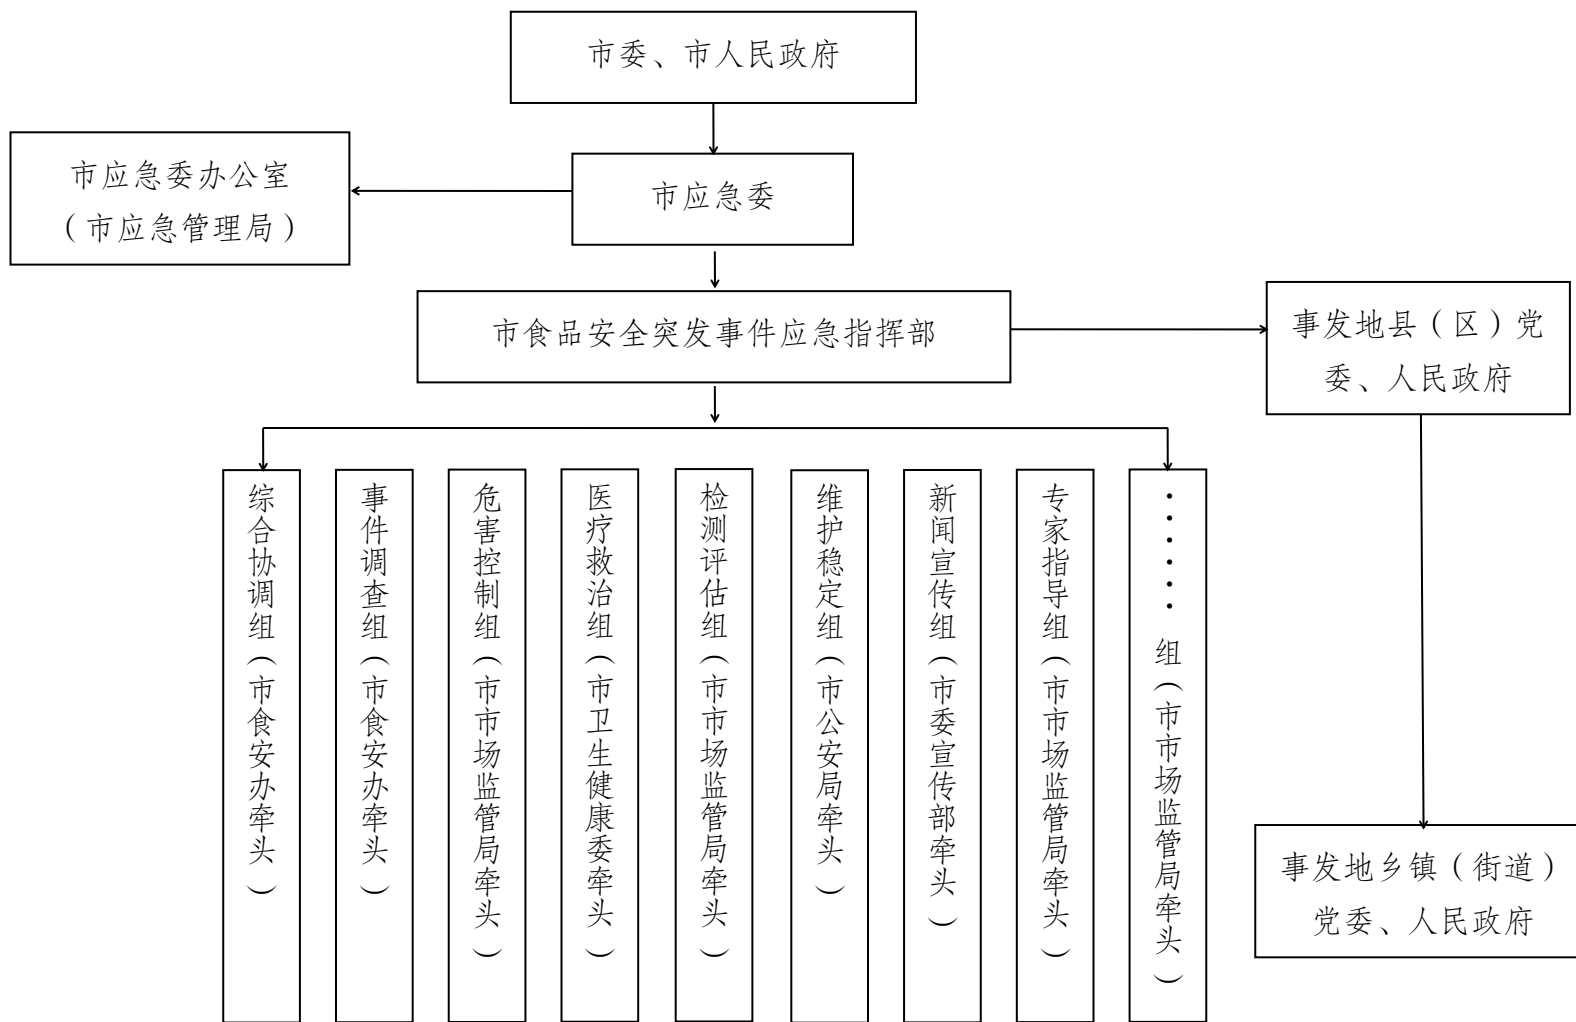 市委、市人民政府
市应急委办公室
（市应急管理局）
市应急委
市食品安全突发事件应急指挥部
事发地县（区）党
委、人民政府
综合协调组（市食安办牵头）
事件调查组（市食安办牵头）
危害控制组（市市场监管局牵头）
医疗救治组（市卫生健康委牵头）
检测评估组（市市场监管局牵头）
维护稳定组（市公安局牵头）
新闻宣传组（市委宣传部牵头）
专家指导组（市市场监管局牵头）
······组（市市场监管局牵头）
事发地乡镇（街道）
党委、人民政府